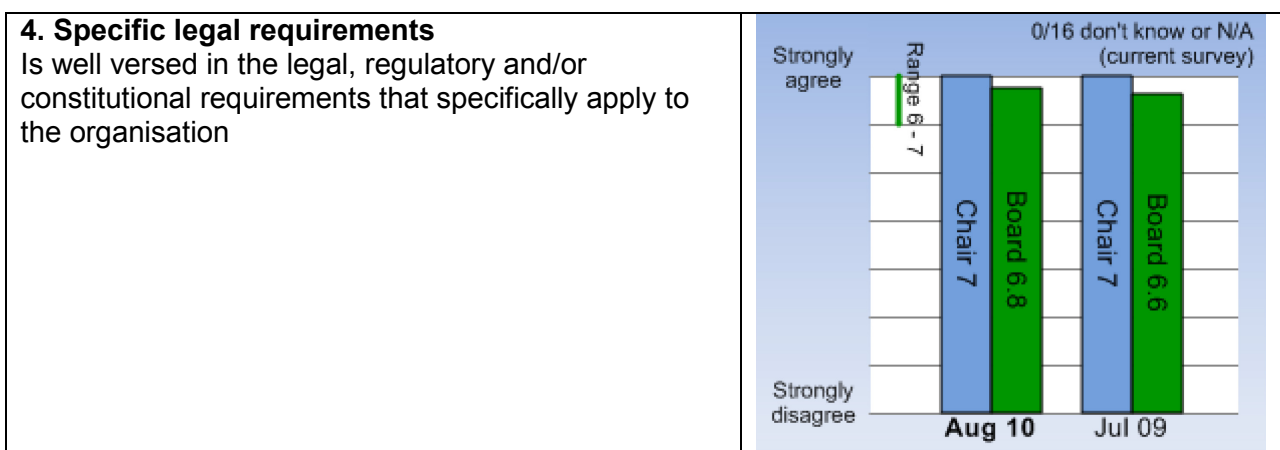 4. Specific legal requirements
Is well versed in the legal, regulatory and/or
constitutional requirements that specifically apply to
the organisation
0/16 don't know or N/A
(current survey)
Strongly
agree
Range 6 - 7
Chair 7
Board 6.8
Chair 7
Board 6.6
Strongly
disagree
Aug 10
Jul 09